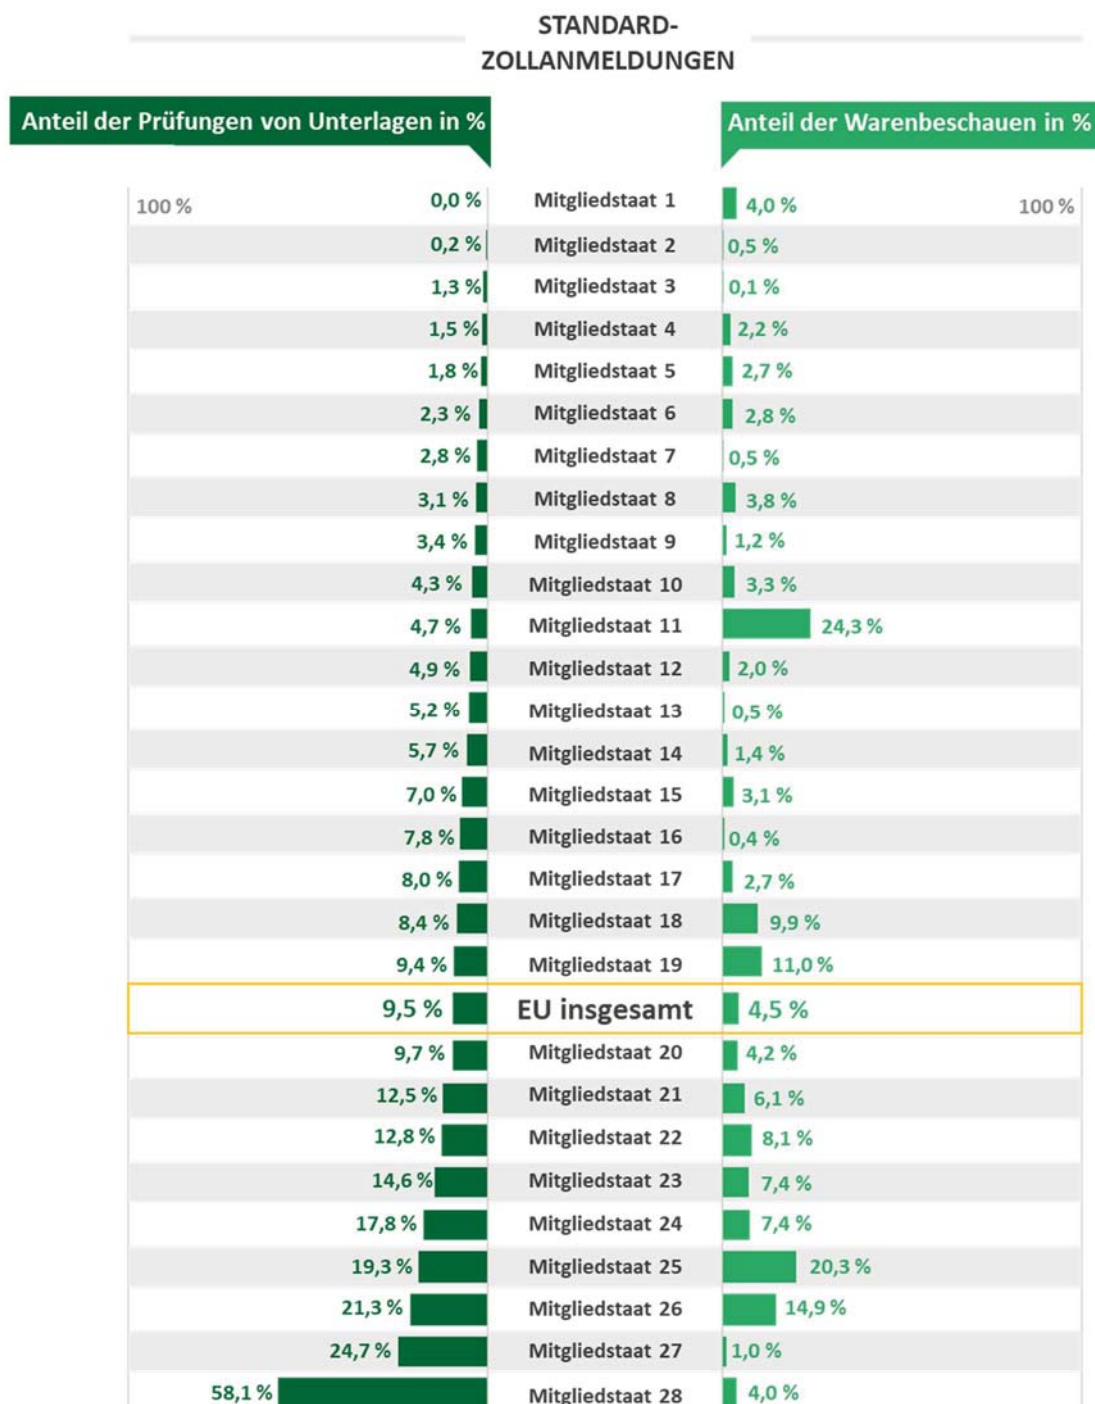 STANDARD-
ZOLLANMELDUNGEN
Anteil der Prüfungen von Unterlagen in %
Anteil der Warenbeschauen in %
100 % 0,0 % Mitgliedstaat 1 4,0 % 100 %
0,2 % Mitgliedstaat 2 0,5 %
1,3 % Mitgliedstaat 3 0,1 %
1,5 % Mitgliedstaat 4 2,2 %
1,8 % Mitgliedstaat 5 2,7 %
2,3 % Mitgliedstaat 6 2,8 %
2,8 % Mitgliedstaat 7 0,5 %
3,1 % Mitgliedstaat 8 3,8 %
3,4 % Mitgliedstaat 9 1,2 %
4,3 % Mitgliedstaat 10 3,3 %
4,7 % Mitgliedstaat 11 24,3 %
4,9 % Mitgliedstaat 12 2,0 %
5,2 % Mitgliedstaat 13 0,5 %
5,7 % Mitgliedstaat 14 1,4 %
7,0 % Mitgliedstaat 15 3,1 %
7,8 % Mitgliedstaat 16 0,4 %
8,0 % Mitgliedstaat 17 2,7 %
8,4 % Mitgliedstaat 18 9,9 %
9,4 % Mitgliedstaat 19 11,0 %
9,5 % EU insgesamt 4,5 %
9,7 % Mitgliedstaat 20 4,2 %
12,5 % Mitgliedstaat 21 6,1 %
12,8 % Mitgliedstaat 22 8,1 %
14,6 % Mitgliedstaat 23 7,4 %
17,8 % Mitgliedstaat 24 7,4 %
19,3 % Mitgliedstaat 25 20,3 %
21,3 % Mitgliedstaat 26 14,9 %
24,7 % Mitgliedstaat 27 1,0 %
58,1 % Mitgliedstaat 28 4,0 %